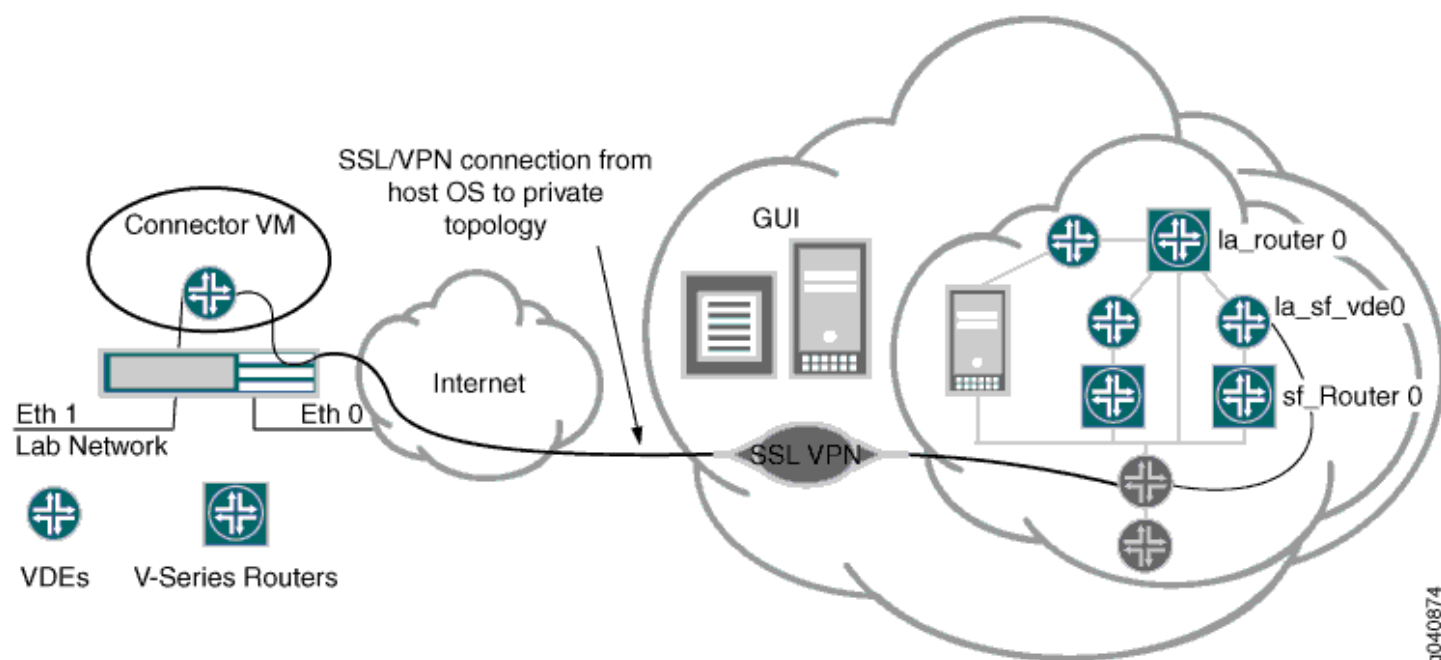 SSL/VPN connection from
host OS to private
topology
Connector VM
GUI
la_router 0
la_sf_vde0
Internet
sf_Router 0
Eth 1
Eth 0
Lab Network
SSL VPN
VDEs
V-Series Routers
g040874